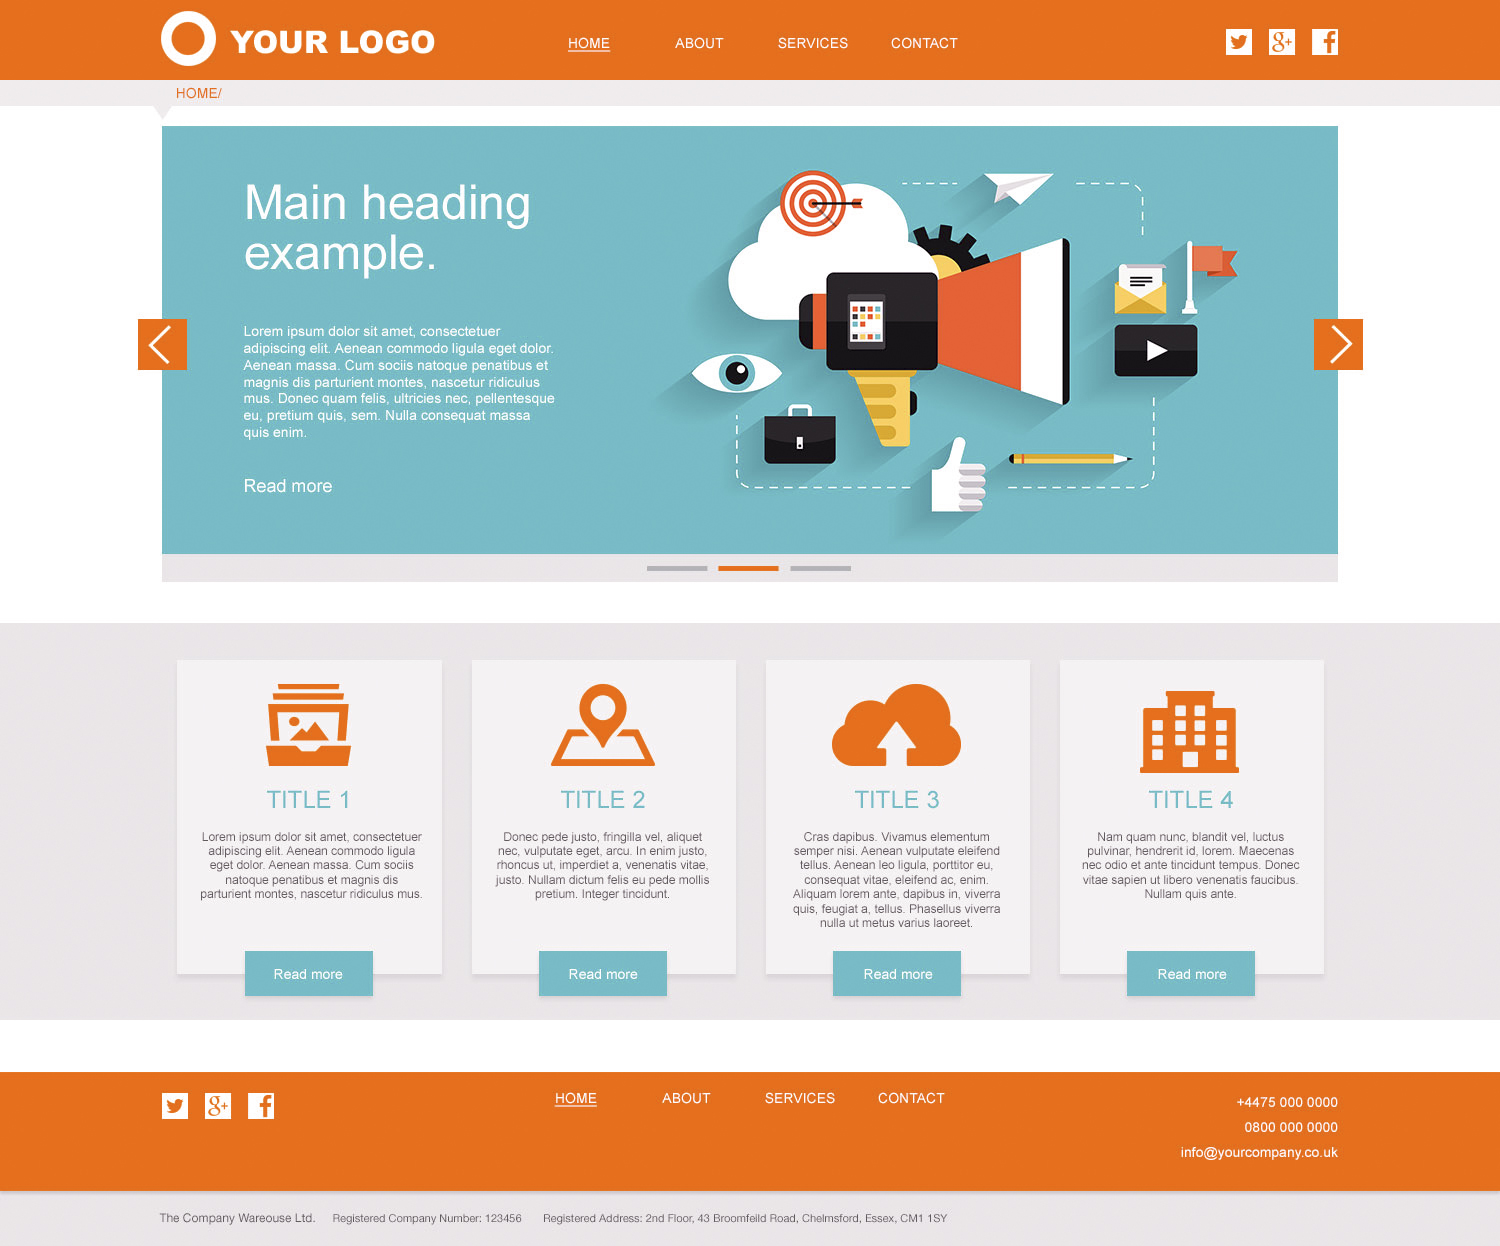 YOUR LOGO
HOME ABOUT SERVICES CONTACT
HOME/
Main heading
example.
Lorem ipsum dolor sit amet, consectetuer
adipiscing elit. Aenean commodo ligula eget dolor.
Aenean massa. Cum sociis natoque penatibus et
magnis dis parturient montes, nascetur ridiculus
mus. Donec quam felis, ultricies nec, pellentesque
eu, pretium quis, sem. Nulla consequat massa
quis enim.
Read more
TITLE 1
Lorem ipsum dolor sit amet, consectetuer
adipiscing elit. Aenean commodo ligula
eget dolor. Aenean massa. Cum sociis
natoque penatibus et magnis dis
parturient montes, nascetur ridiculus mus.
Read more
TITLE 2
Donec pede justo, fringilla vel, aliquet
nec, vulputate eget, arcu. In enim justo,
rhoncus ut, imperdiet a, venenatis vitae,
justo. Nullam dictum felis eu pede mollis
pretium. Integer tincidunt.
Read more
TITLE 3
Cras dapibus. Vivamus elementum
semper nisi. Aenean vulputate eleifend
tellus. Aenean leo ligula, porttitor eu,
consequat vitae, eleifend ac, enim.
Aliquam lorem ante, dapibus in, viverra
quis, feugiat a, tellus. Phasellus viverra
nulla ut metus varius laoreet.
Read more
TITLE 4
Nam quam nunc, blandit vel, luctus
pulvinar, hendrerit id, lorem. Maecenas
nec odio et ante tincidunt tempus. Donec
vitae sapien ut libero venenatis faucibus.
Nullam quis ante.
Read more
HOME ABOUT SERVICES CONTACT
+4475 000 0000
0800 000 0000
info@yourcompany.co.uk
The Company Wareouse Ltd. Registered Company Number: 123456 Registered Address: 2nd Floor, 43 Broomfeild Road, Chelmsford, Essex, CM1 1SY